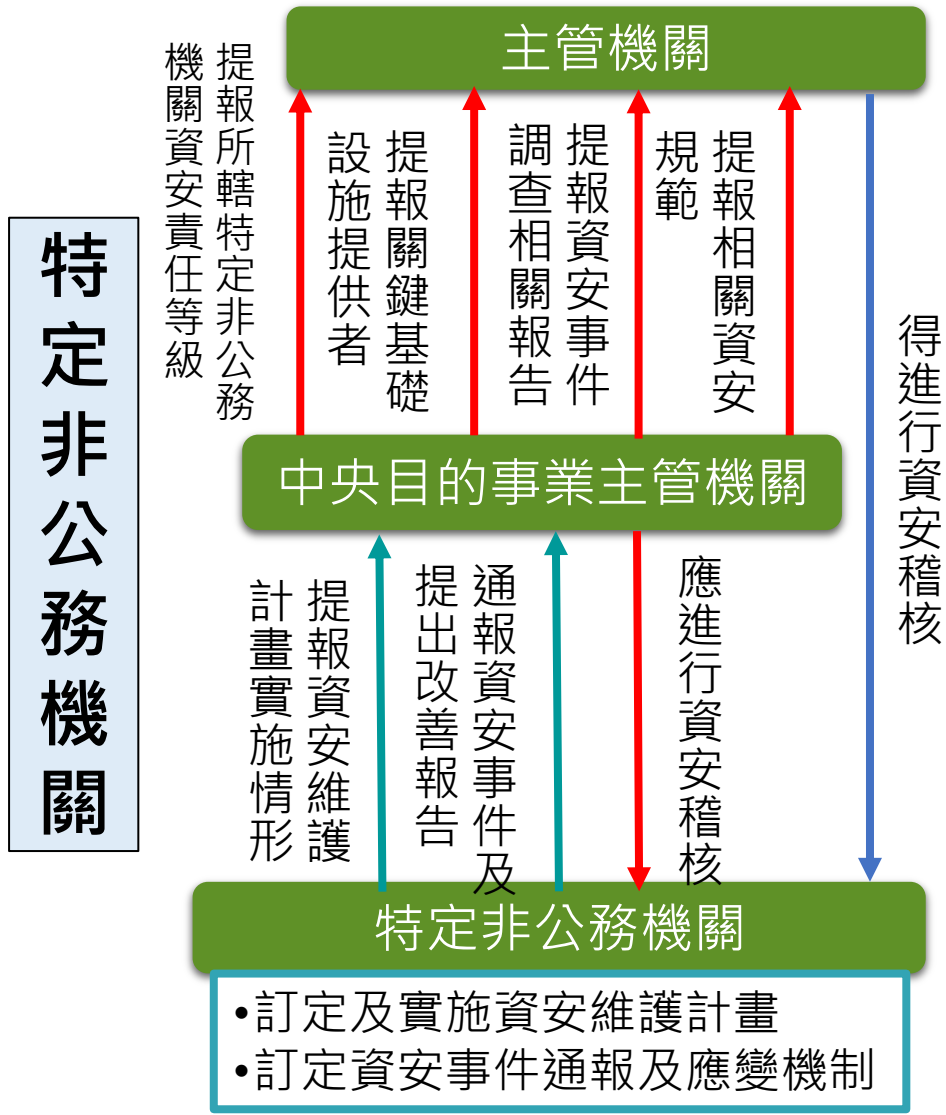 特定非公務機關
主管機關
提報所轄特定非公務
機關資安責任等級
提報關鍵基礎
設施提供者
提報資安事件
調查相關報告
提報相關資安
規範
得進行資安稽核
中央目的事業主管機關
提報資安維護
計畫實施情形
通報資安事件及
提出改善報告
應進行資安稽核
特定非公務機關
•訂定及實施資安維護計畫
•訂定資安事件通報及應變機制